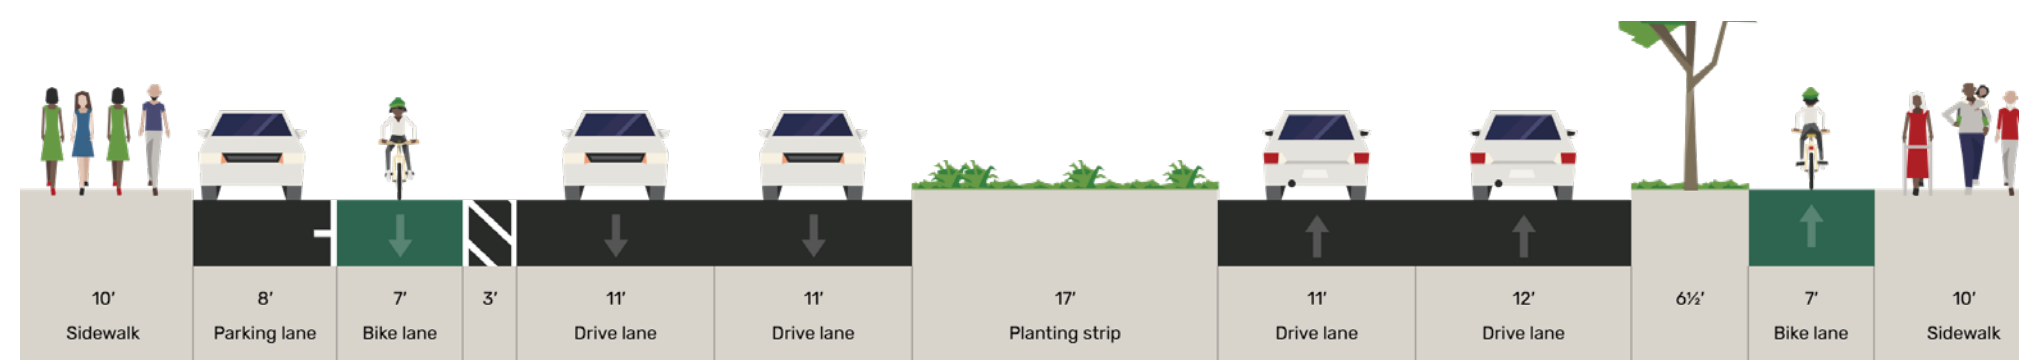 10′ 8′ 7′ 3′ 11′ 11′ 17′ 11′ 12′ 6½′ 7′ 10′
Sidewalk Parking lane Bike lane Drive lane Drive lane Planting strip Drive lane Drive lane Bike lane Sidewalk